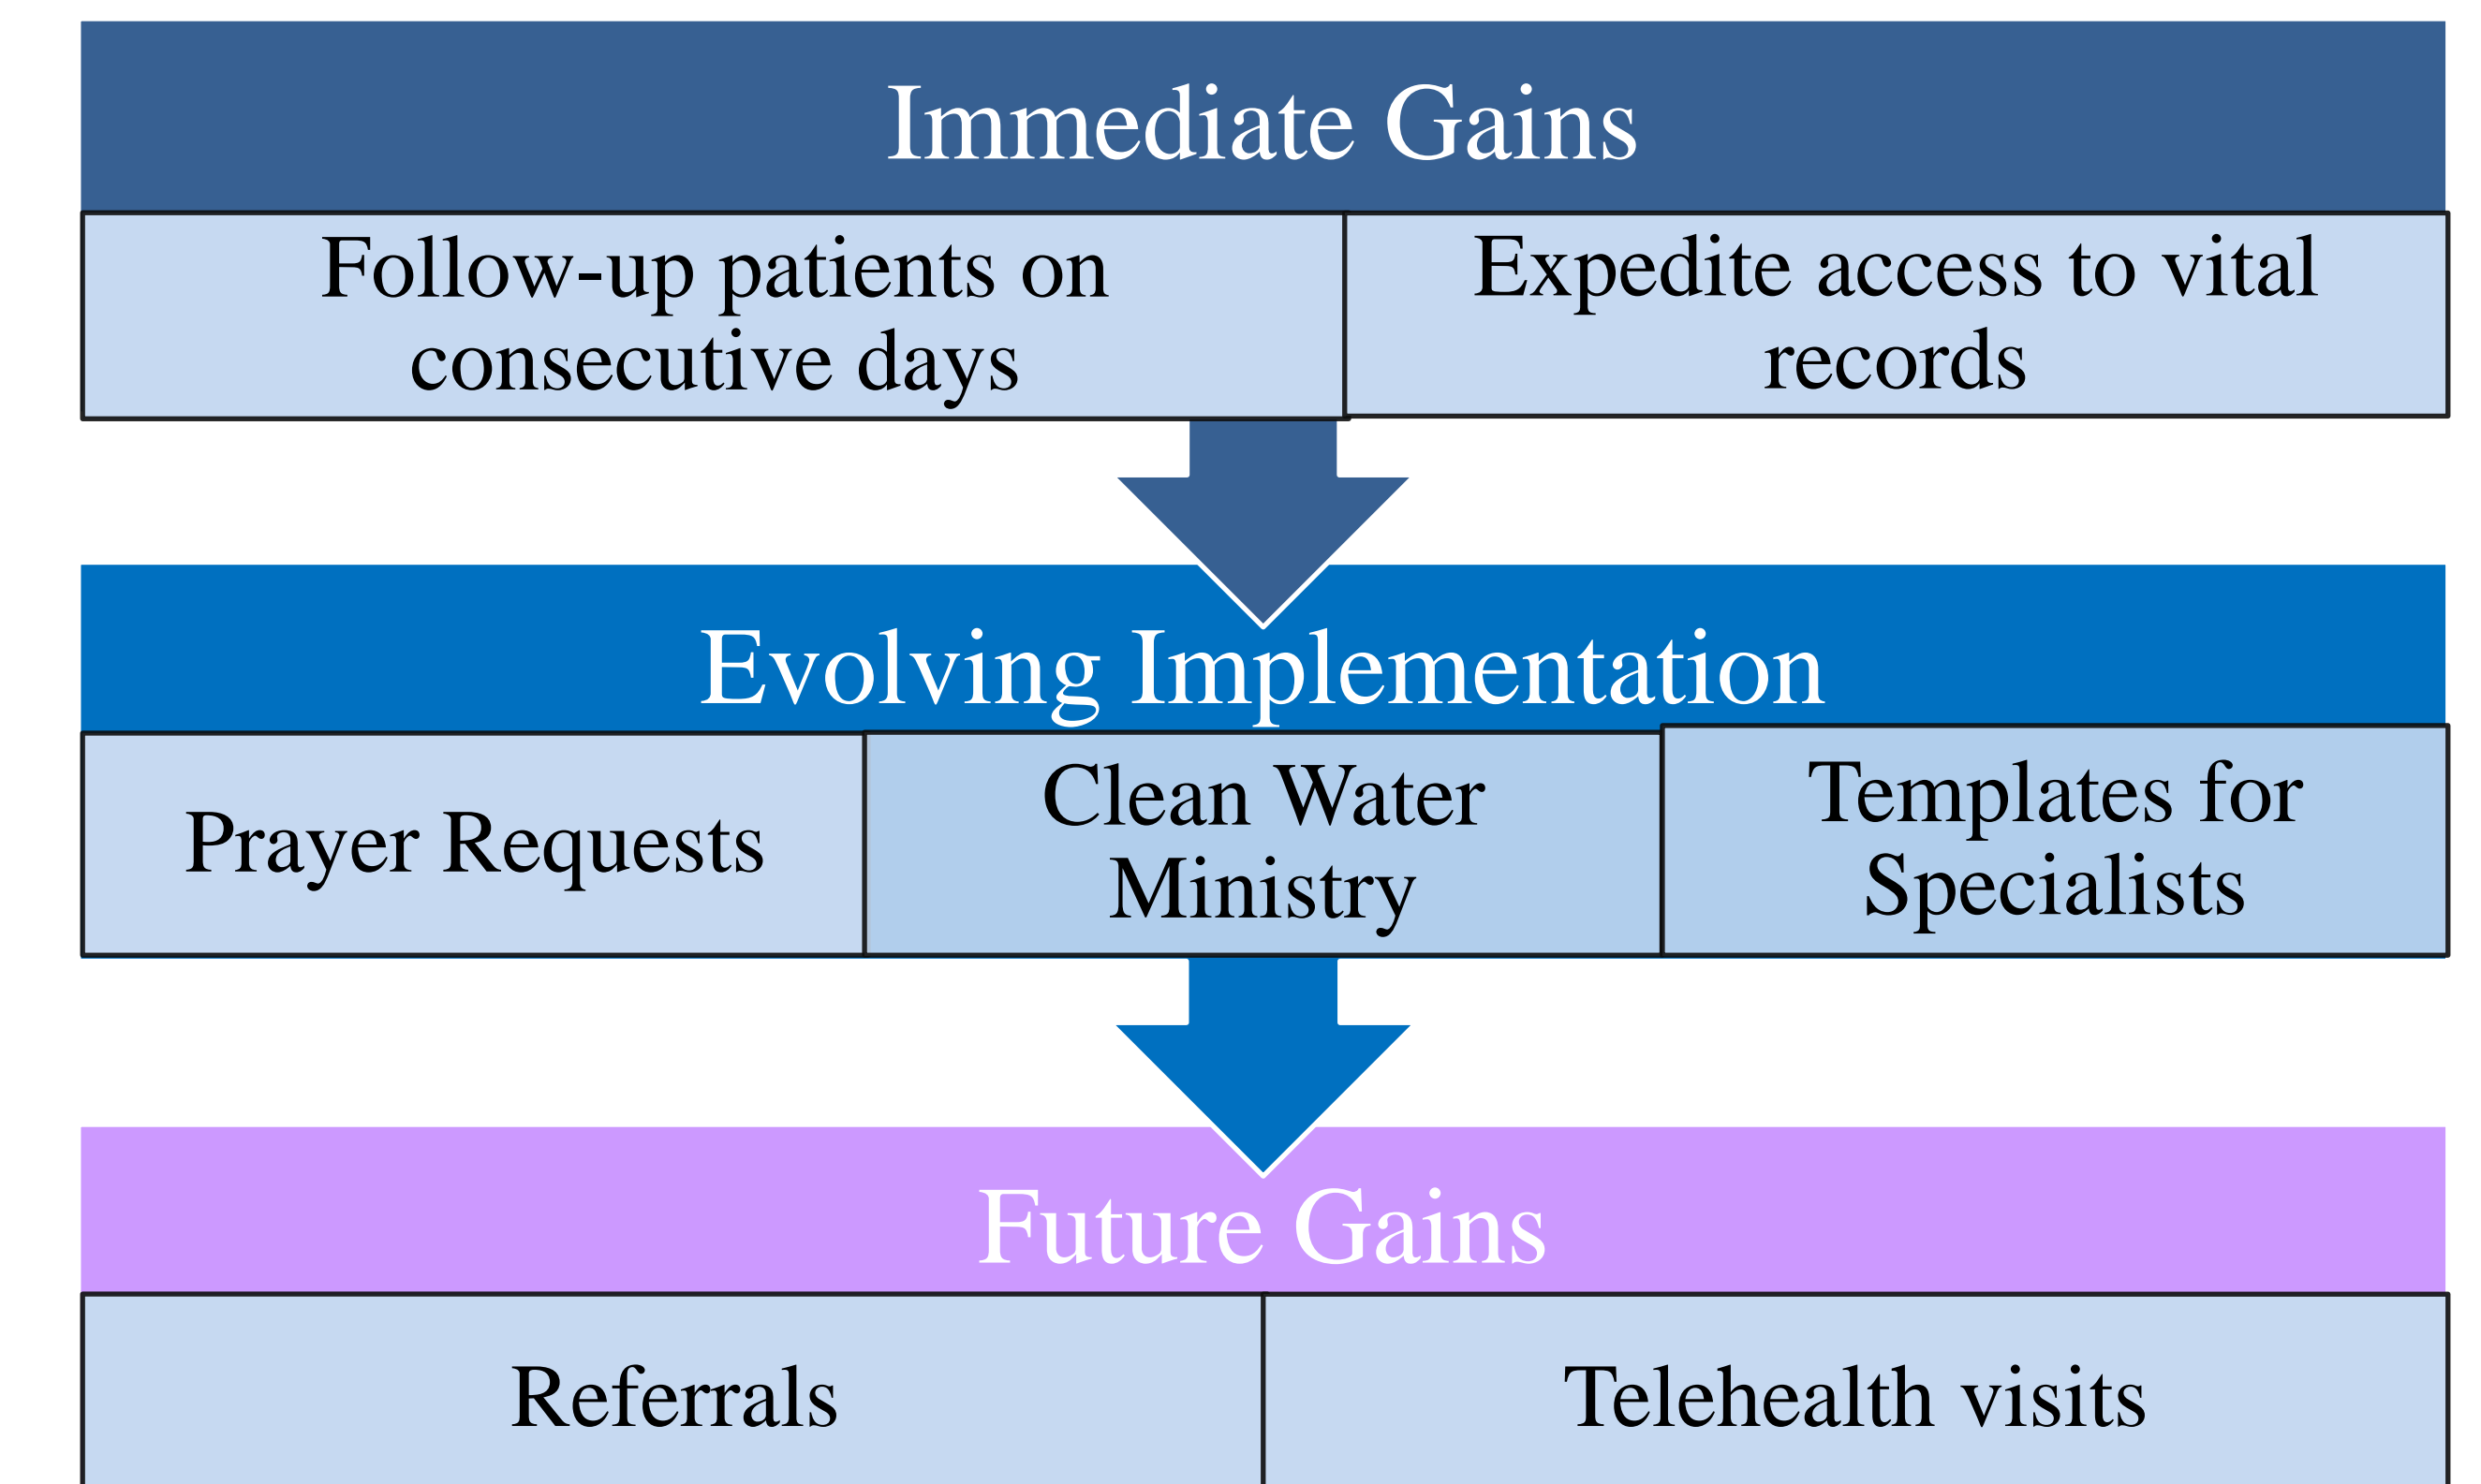 Immediate Gains
Follow-up patients on
consecutive days
Expedite access to vital
records
Evolving Implementation
Prayer Requests
Clean Water
Ministry
Templates for
Specialists
Future Gains
Referrals
Telehealth visits